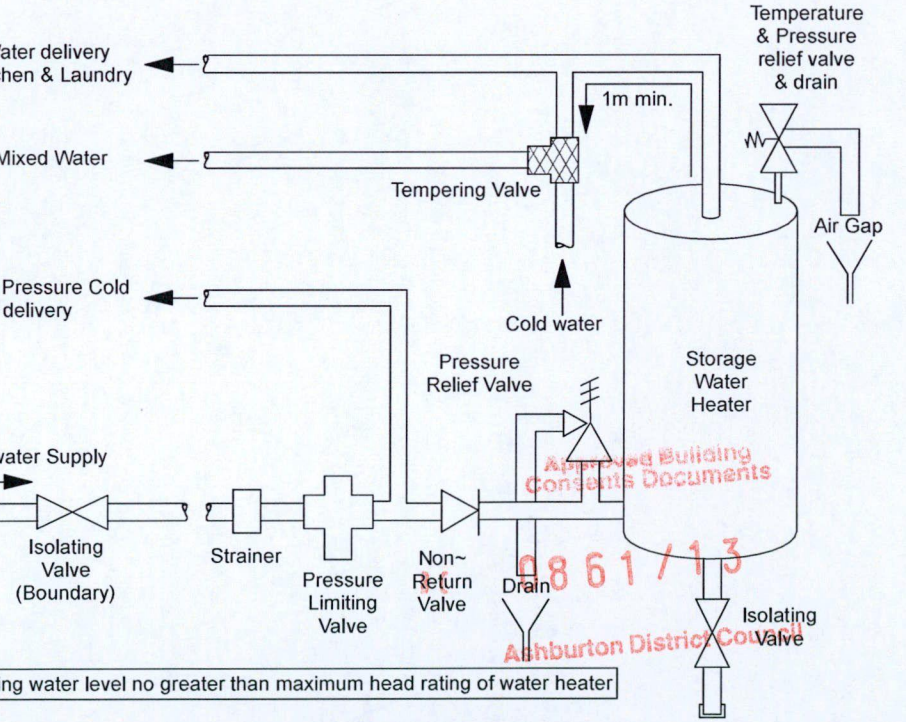 Temperature
& Pressure
relief valve
& drain
Water delivery
chen & Laundry
1m min.
Mixed Water
Tempering Valve
Air Gap
Pressure Cold
delivery
Cold water
Pressure
Relief Valve
Storage
Water
Heater
water Supply
Approved Building
Consents Documents
Isolating
Valve
(Boundary)
Strainer
Pressure
Limiting
Valve
Non~
Return
Valve
Drain
0861/13
Isolating
Valve
Ashburton District Council
ing water level no greater than maximum head rating of water heater